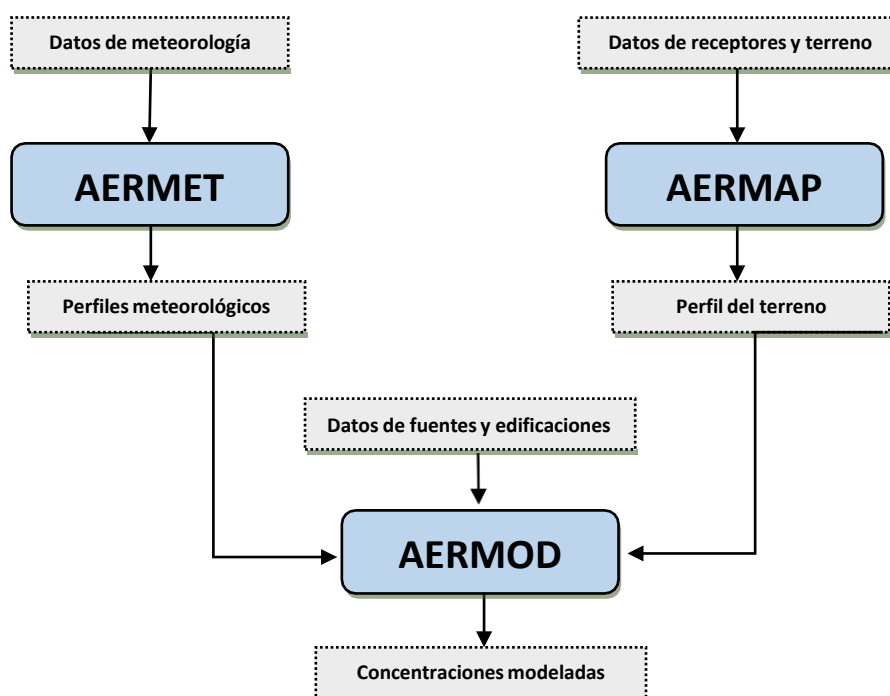 Datos de meteorología
Datos de receptores y terreno
AERMET
AERMAP
Perfiles meteorológicos
Perfil del terreno
Datos de fuentes y edificaciones
AERMOD
Concentraciones modeladas